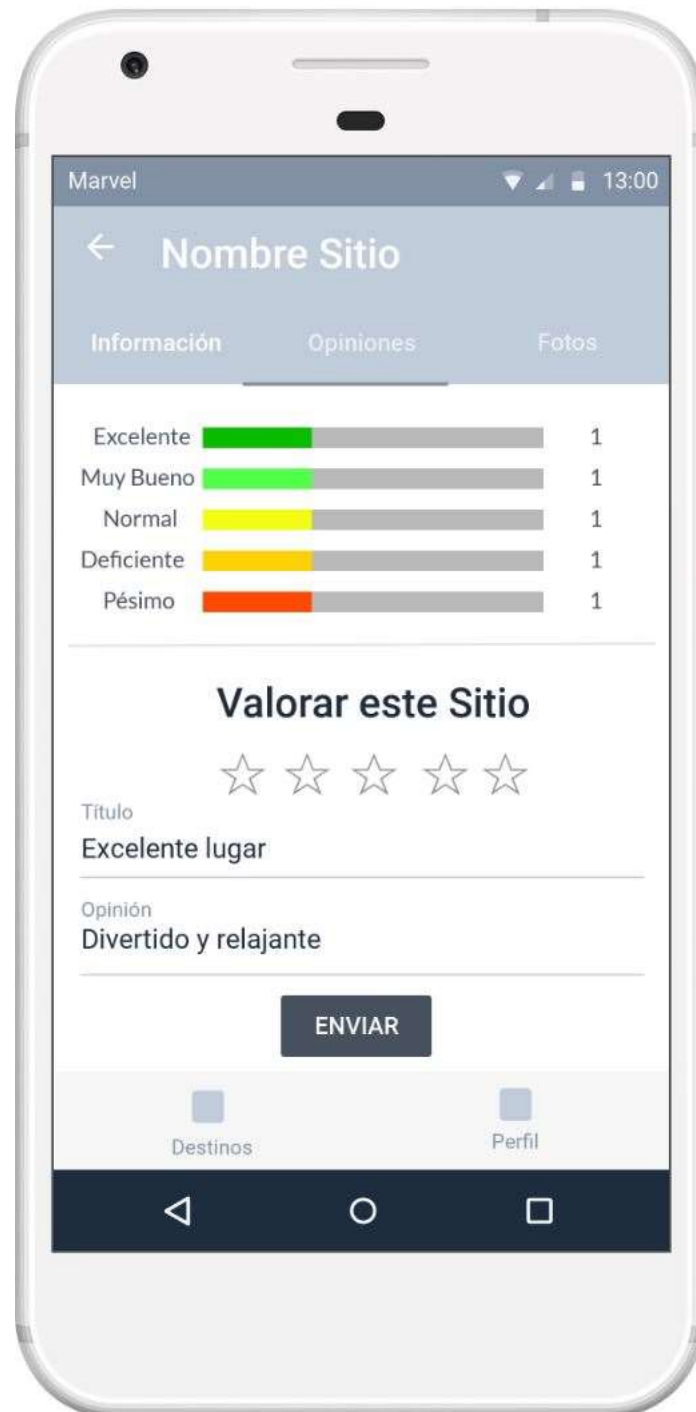 Marvel 13:00
Nombre Sitio
Información Opiniones Fotos
Excelente 1
Muy Bueno 1
Normal 1
Deficiente 1
Pésimo 1
Valorar este Sitio
Título
Excelente lugar
Opinión
Divertido y relajante
ENVIAR
Destinos Perfil